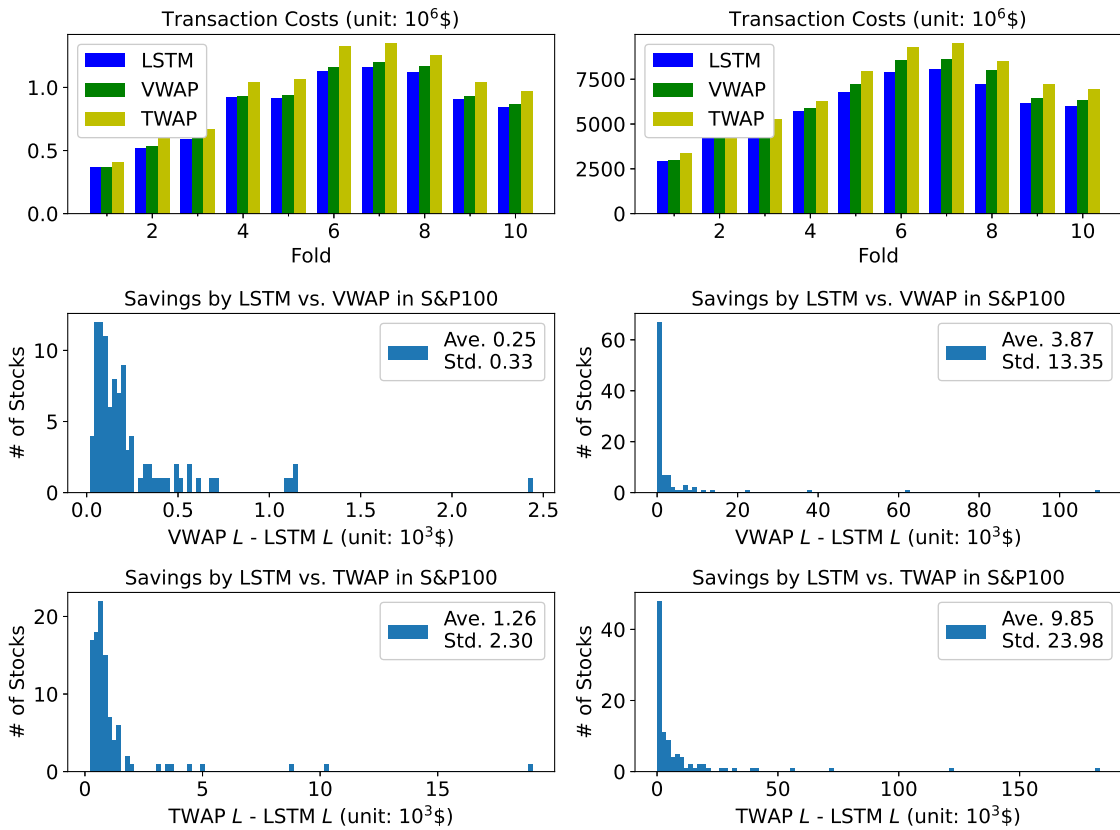 Transaction Costs (unit: 10⁶$)
LSTM
VWAP
TWAP
1.0
0.5
0.0
2 4 6 8 10
Fold
Transaction Costs (unit: 10⁶$)
LSTM
VWAP
TWAP
7500
5000
2500
0
2 4 6 8 10
Fold
Savings by LSTM vs. VWAP in S&P100
Ave. 0.25
Std. 0.33
# of Stocks
10
5
0
0.0 0.5 1.0 1.5 2.0 2.5
VWAP L - LSTM L (unit: 10³$)
Savings by LSTM vs. VWAP in S&P100
Ave. 3.87
Std. 13.35
# of Stocks
60
40
20
0
0 20 40 60 80 100
VWAP L - LSTM L (unit: 10³$)
Savings by LSTM vs. TWAP in S&P100
Ave. 1.26
Std. 2.30
# of Stocks
20
10
0
0 5 10 15
TWAP L - LSTM L (unit: 10³$)
Savings by LSTM vs. TWAP in S&P100
Ave. 9.85
Std. 23.98
# of Stocks
40
20
0
0 50 100 150
TWAP L - LSTM L (unit: 10³$)